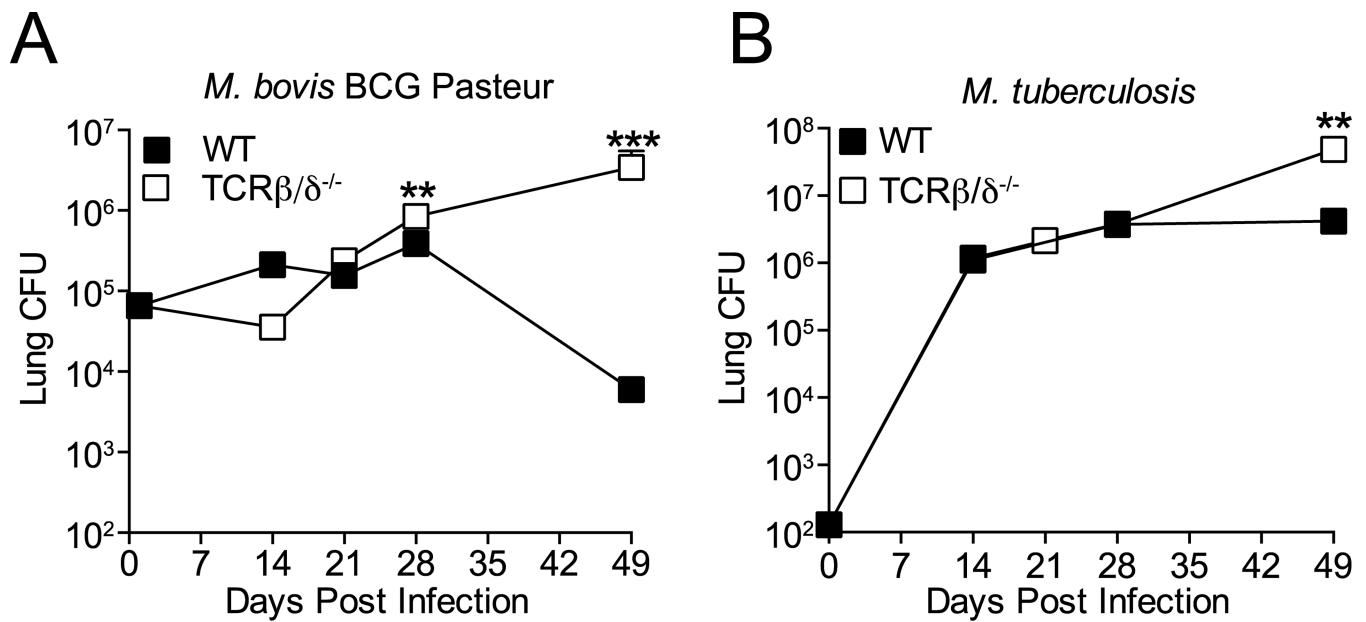 A
M. bovis BCG Pasteur
10⁷
10⁶
10⁵
10⁴
10³
10²
Lung CFU
WT
TCRβ/δ-/-
**
***
0 7 14 21 28 35 42 49
Days Post Infection
B
M. tuberculosis
10⁸
10⁷
10⁶
10⁵
10⁴
10³
10²
Lung CFU
WT
TCRβ/δ-/-
**
0 7 14 21 28 35 42 49
Days Post Infection